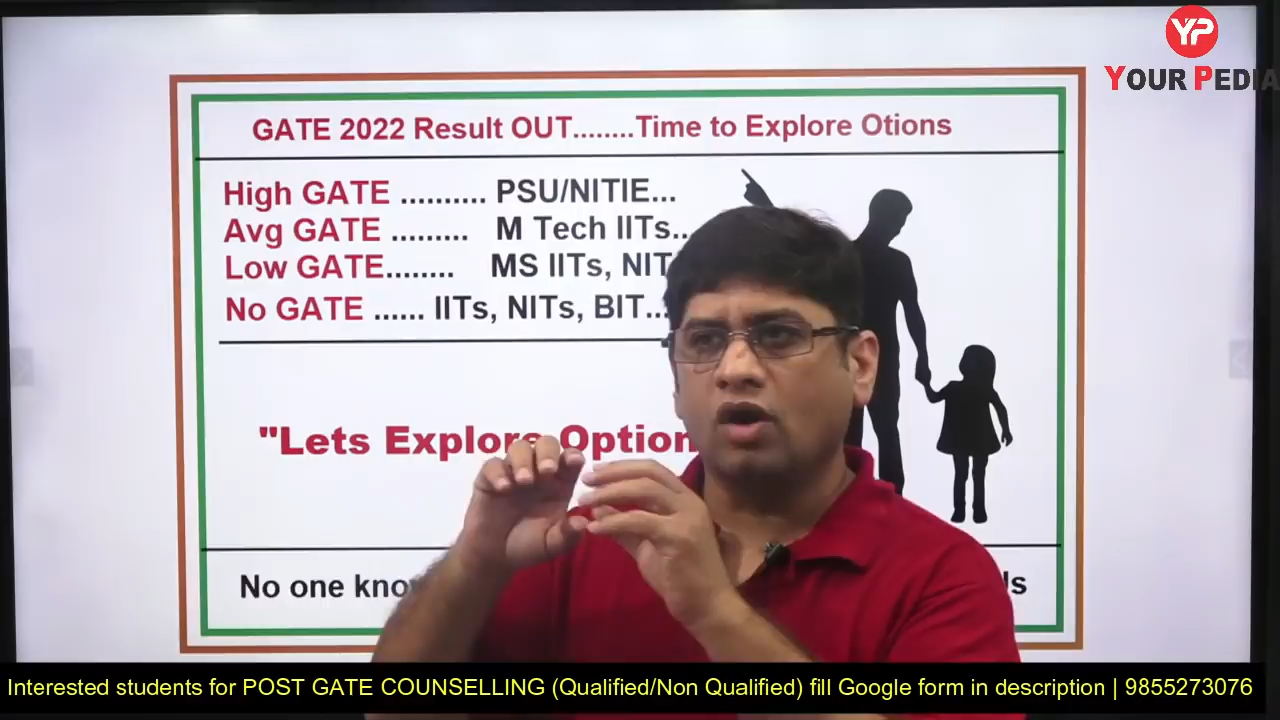 YP
YOUR PEDIA
GATE 2022 Result OUT........Time to Explore Otions
High GATE .......... PSU/NITIE...
Avg GATE ......... M Tech IITs...
Low GATE........ MS IITs, NIT
No GATE ...... IITs, NITs, BIT...
"Lets Explore Option
No one
Interested students for POST GATE COUNSELLING (Qualified/Non Qualified) fill Google form in description | 9855273076